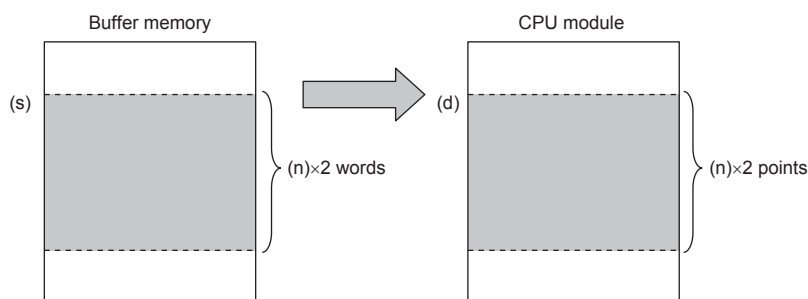 Buffer memory
CPU module
(s)
(d)
(n)×2 words
(n)×2 points